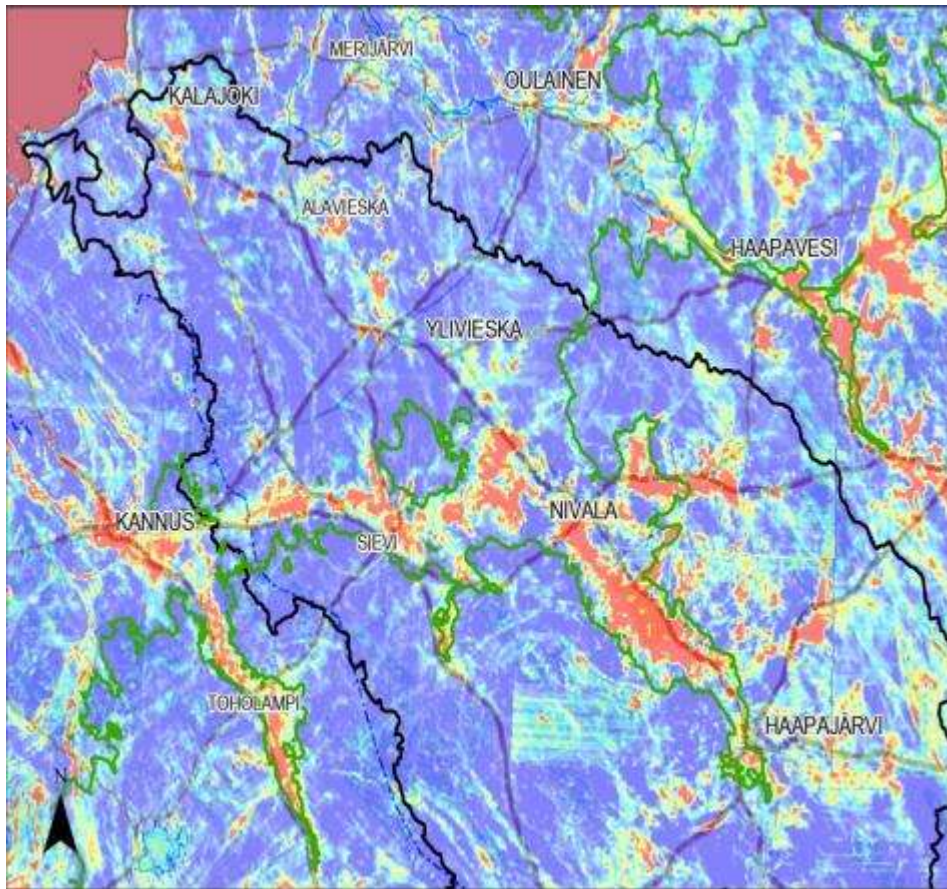 MERIJÄRVI
OULAINEN
KALAJOKI
ALAVIESKA
HAAPAVESI
YLIVIESKA
KANNUS
NIVALA
SIEVI
TOHOLAMPI
HAAPAJÄRVI
N